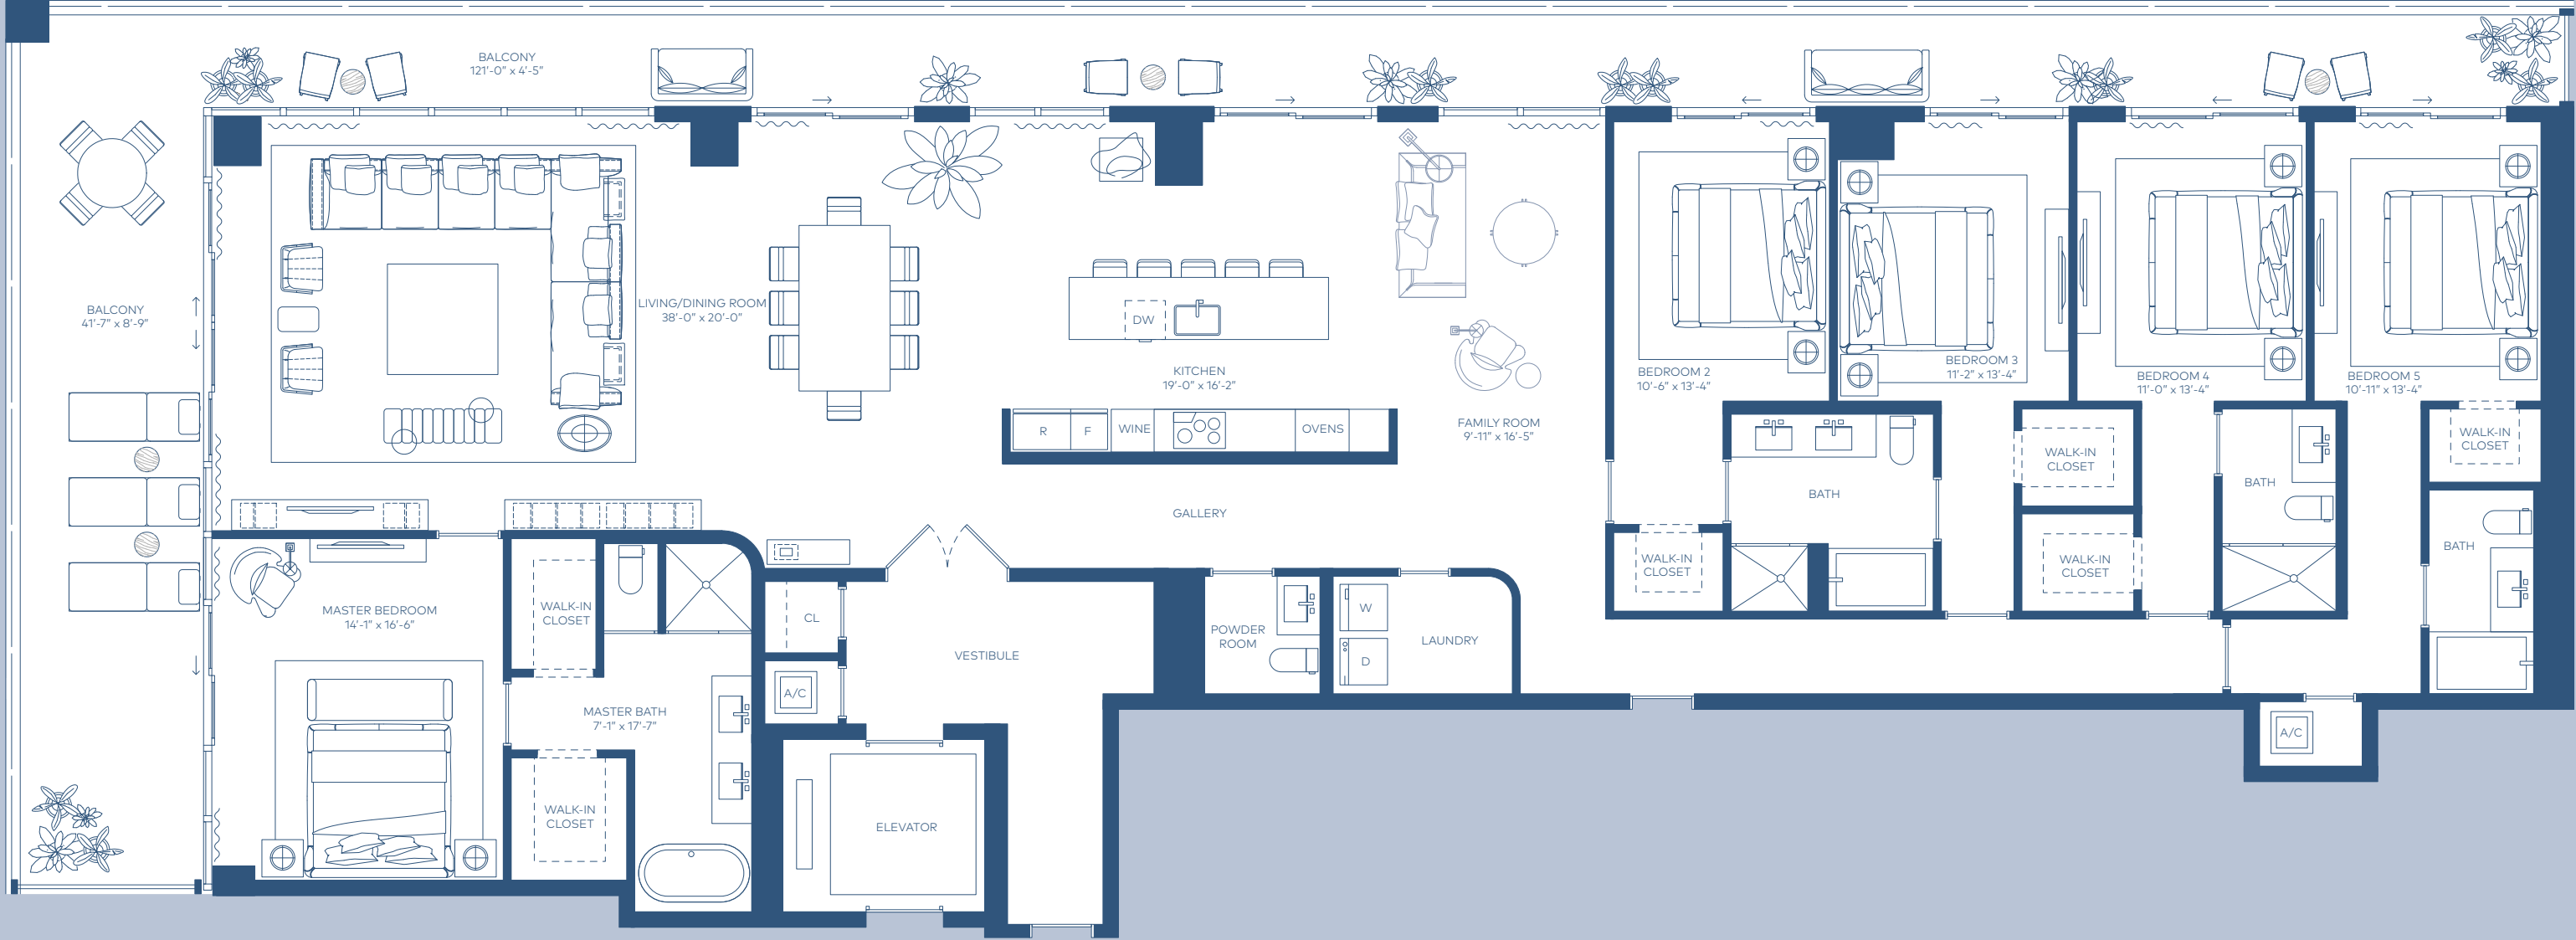 BALCONY
121'-0" x 4'-5"
BALCONY
41'-7" x 8'-9"
LIVING/DINING ROOM
38'-0" x 20'-0"
DW
KITCHEN
19'-0" x 16'-2"
R
F
WINE
OVENS
FAMILY ROOM
9'-11" x 16'-5"
GALLERY
BEDROOM 2
10'-6" x 13'-4"
BEDROOM 3
11'-2" x 13'-4"
BEDROOM 4
11'-0" x 13'-4"
BEDROOM 5
10'-11" x 13'-4"
BATH
WALK-IN
CLOSET
WALK-IN
CLOSET
WALK-IN
CLOSET
BATH
WALK-IN
CLOSET
BATH
MASTER BEDROOM
14'-1" x 16'-6"
WALK-IN
CLOSET
MASTER BATH
7'-1" x 17'-7"
WALK-IN
CLOSET
CL
A/C
VESTIBULE
ELEVATOR
POWDER
ROOM
W
D
LAUNDRY
A/C